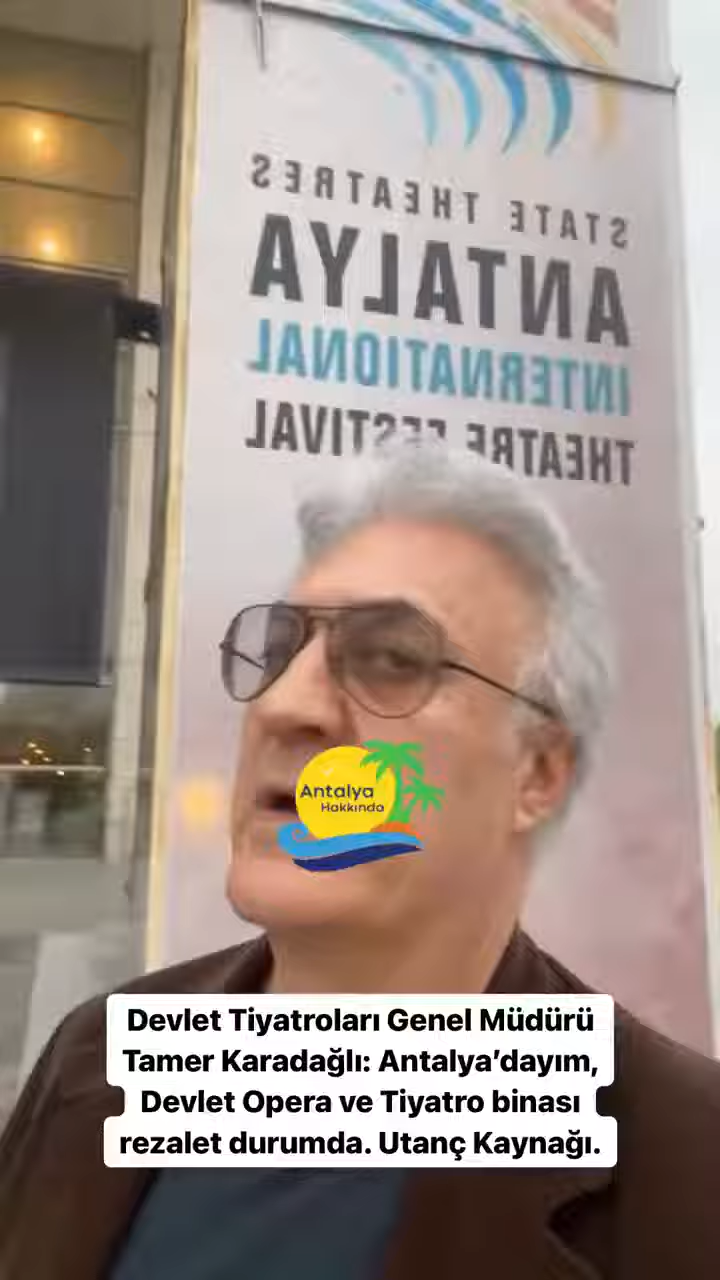 STATE THEATRES
ANTALYA
INTERNATIONAL
THEATRE FESTIVAL
Antalya
Hakkında
Devlet Tiyatroları Genel Müdürü
Tamer Karadağlı: Antalya’dayım,
Devlet Opera ve Tiyatro binası
rezalet durumda. Utanç Kaynağı.